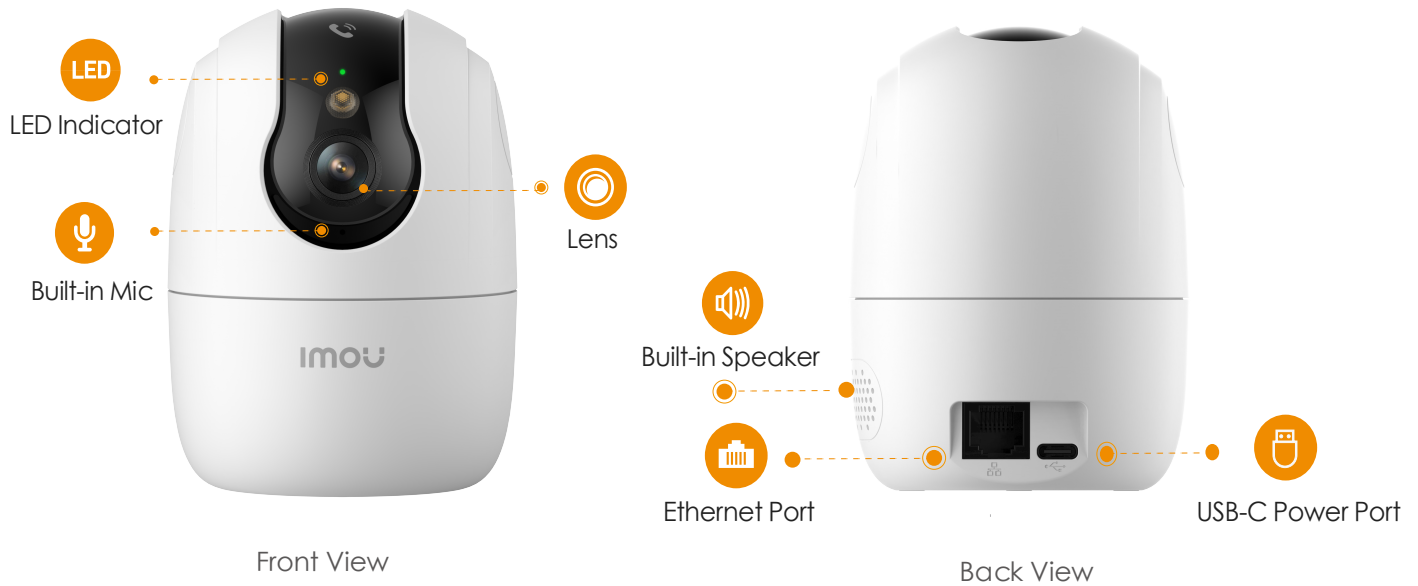 LED
LED Indicator
Built-in Mic
Lens
imou
Front View
Built-in Speaker
Ethernet Port
USB-C Power Port
Back View